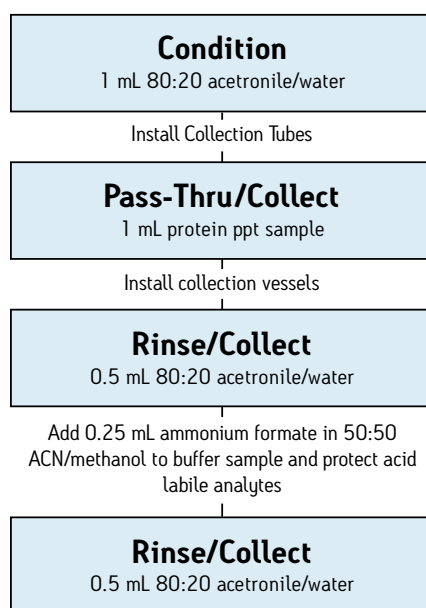 Condition
1 mL 80:20 acetronile/water
Install Collection Tubes
Pass-Thru/Collect
1 mL protein ppt sample
Install collection vessels
Rinse/Collect
0.5 mL 80:20 acetronile/water
Add 0.25 mL ammonium formate in 50:50
ACN/methanol to buffer sample and protect acid
labile analytes
Rinse/Collect
0.5 mL 80:20 acetronile/water